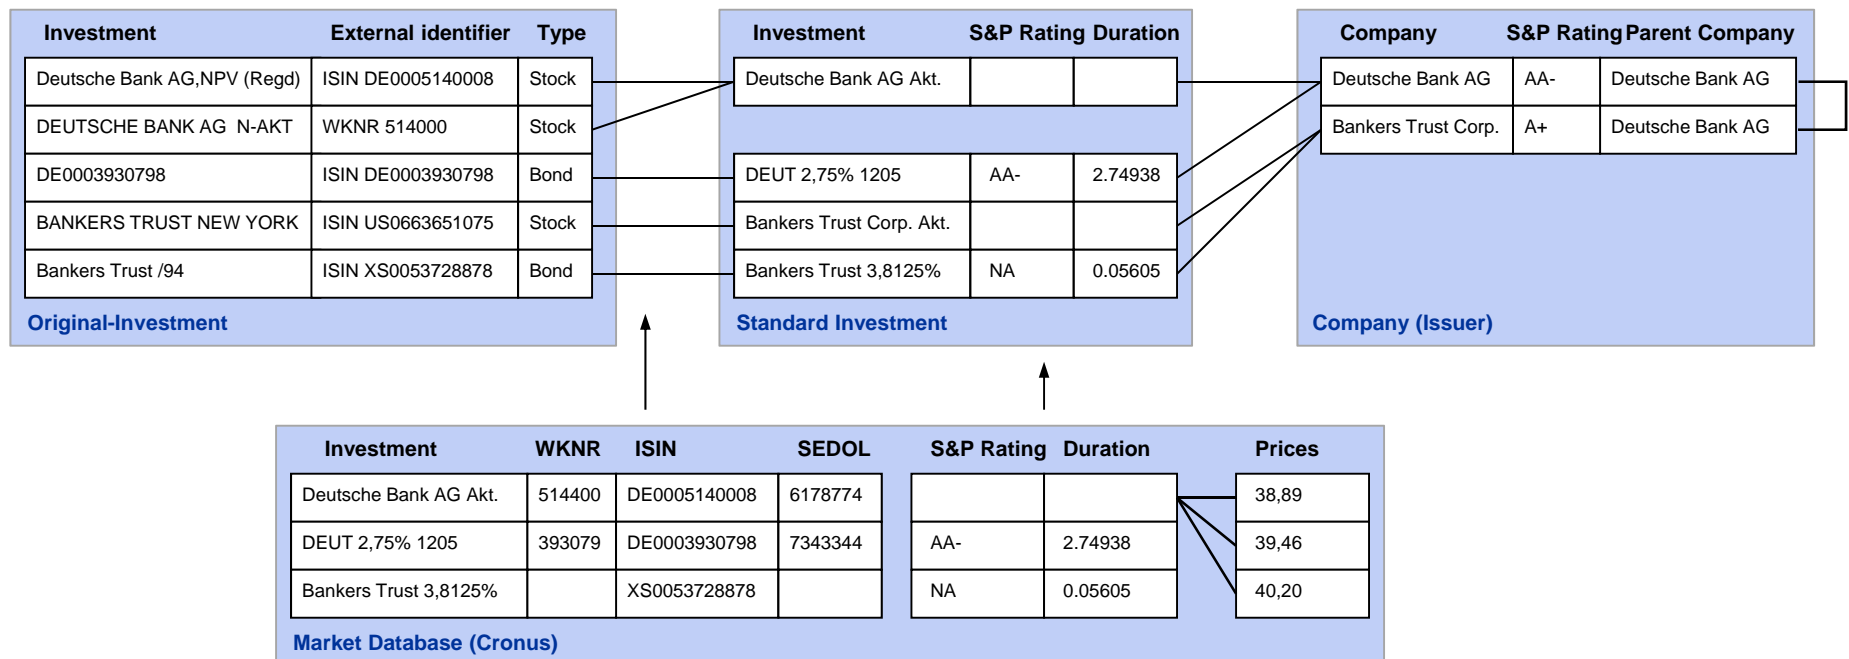 Investment External identifier Type
Deutsche Bank AG,NPV (Regd) ISIN DE0005140008 Stock
DEUTSCHE BANK AG N-AKT WKNR 514000 Stock
DE0003930798 ISIN DE0003930798 Bond
BANKERS TRUST NEW YORK ISIN US0663651075 Stock
Bankers Trust /94 ISIN XS0053728878 Bond
Original-Investment
Investment S&P Rating Duration
Deutsche Bank AG Akt.
DEUT 2,75% 1205 AA- 2.74938
Bankers Trust Corp. Akt.
Bankers Trust 3,8125% NA 0.05605
Standard Investment
Company S&P Rating Parent Company
Deutsche Bank AG AA- Deutsche Bank AG
Bankers Trust Corp. A+ Deutsche Bank AG
Company (Issuer)
Investment WKNR ISIN SEDOL S&P Rating Duration Prices
Deutsche Bank AG Akt. 514400 DE0005140008 6178774 38,89
DEUT 2,75% 1205 393079 DE0003930798 7343344 AA- 2.74938 39,46
Bankers Trust 3,8125% XS0053728878 NA 0.05605 40,20
Market Database (Cronus)